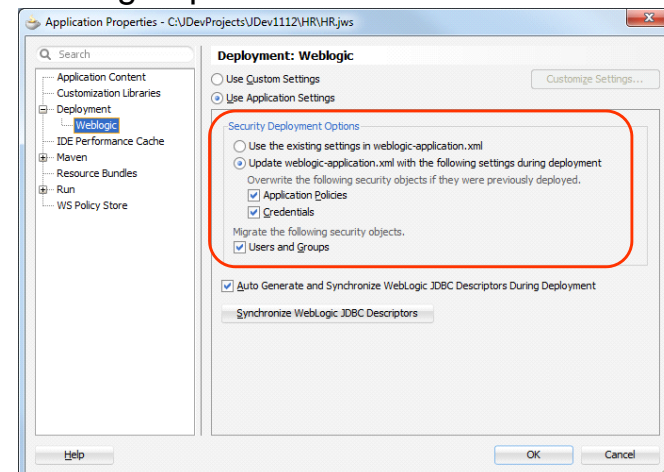 Application Properties - C:\JDevProjects\JDev1112\HR\HR.jws
Search
Application Content
Customization Libraries
Deployment
Weblogic
IDE Performance Cache
Maven
Resource Bundles
Run
WS Policy Store
Deployment: Weblogic
Use Custom Settings
Customize Settings...
Use Application Settings
Security Deployment Options
Use the existing settings in weblogic-application.xml
Update weblogic-application.xml with the following settings during deployment
Overwrite the following security objects if they were previously deployed.
Application Policies
Credentials
Migrate the following security objects.
Users and Groups
Auto Generate and Synchronize WebLogic JDBC Descriptors During Deployment
Synchronize WebLogic JDBC Descriptors
Help
OK
Cancel